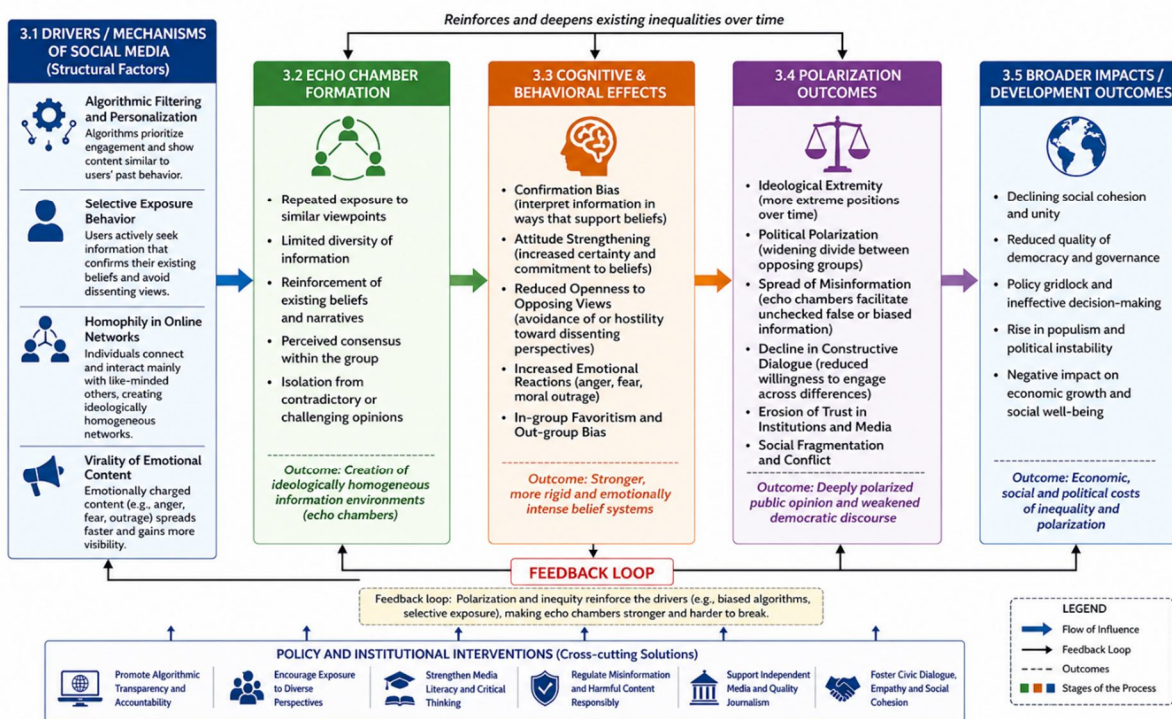 Reinforces and deepens existing inequalities over time
3.1 DRIVERS / MECHANISMS
OF SOCIAL MEDIA
(Structural Factors)
Algorithmic Filtering
and Personalization
Algorithms prioritize
engagement and show
content similar to
users' past behavior.
Selective Exposure
Behavior
Users actively seek
information that
confirms their existing
beliefs and avoid
dissenting views.
Homophily in Online
Networks
Individuals connect
and interact mainly
with like-minded
others, creating
ideologically
homogeneous
networks.
Virality of Emotional
Content
Emotionally charged
content (e.g., anger,
fear, outrage) spreads
faster and gains more
visibility.
3.2 ECHO CHAMBER
FORMATION
• Repeated exposure to
similar viewpoints
• Limited diversity of
information
• Reinforcement of
existing beliefs
and narratives
• Perceived consensus
within the group
• Isolation from
contradictory or
challenging opinions
Outcome: Creation of
ideologically homogeneous
information environments
(echo chambers)
3.3 COGNITIVE &
BEHAVIORAL EFFECTS
• Confirmation Bias
(interpret information in
ways that support beliefs)
• Attitude Strengthening
(increased certainty and
commitment to beliefs)
• Reduced Openness to
Opposing Views
(avoidance of or hostility
toward dissenting
perspectives)
• Increased Emotional
Reactions (anger, fear,
moral outrage)
• In-group Favoritism and
Out-group Bias
Outcome: Stronger,
more rigid and emotionally
intense belief systems
3.4 POLARIZATION
OUTCOMES
• Ideological Extremity
(more extreme positions
over time)
• Political Polarization
(widening divide between
opposing groups)
• Spread of Misinformation
(echo chambers facilitate
unchecked false or biased
information)
• Decline in Constructive
Dialogue (reduced
willingness to engage
across differences)
• Erosion of Trust in
Institutions and Media
• Social Fragmentation
and Conflict
Outcome: Deeply polarized
public opinion and weakened
democratic discourse
3.5 BROADER IMPACTS /
DEVELOPMENT OUTCOMES
• Declining social cohesion
and unity
• Reduced quality of
democracy and governance
• Policy gridlock and
ineffective decision-making
• Rise in populism and
political instability
• Negative impact on
economic growth and
social well-being
Outcome: Economic,
social and political costs
of inequality and
polarization
FEEDBACK LOOP
Feedback loop: Polarization and inequity reinforce the drivers (e.g., biased algorithms,
selective exposure), making echo chambers stronger and harder to break.
LEGEND
Flow of Influence
Feedback Loop
Outcomes
Stages of the Process
POLICY AND INSTITUTIONAL INTERVENTIONS (Cross-cutting Solutions)
Promote Algorithmic
Transparency and
Accountability
Encourage Exposure
to Diverse
Perspectives
Strengthen Media
Literacy and Critical
Thinking
Regulate Misinformation
and Harmful Content
Responsibly
Support Independent
Media and Quality
Journalism
Foster Civic Dialogue,
Empathy and Social
Cohesion